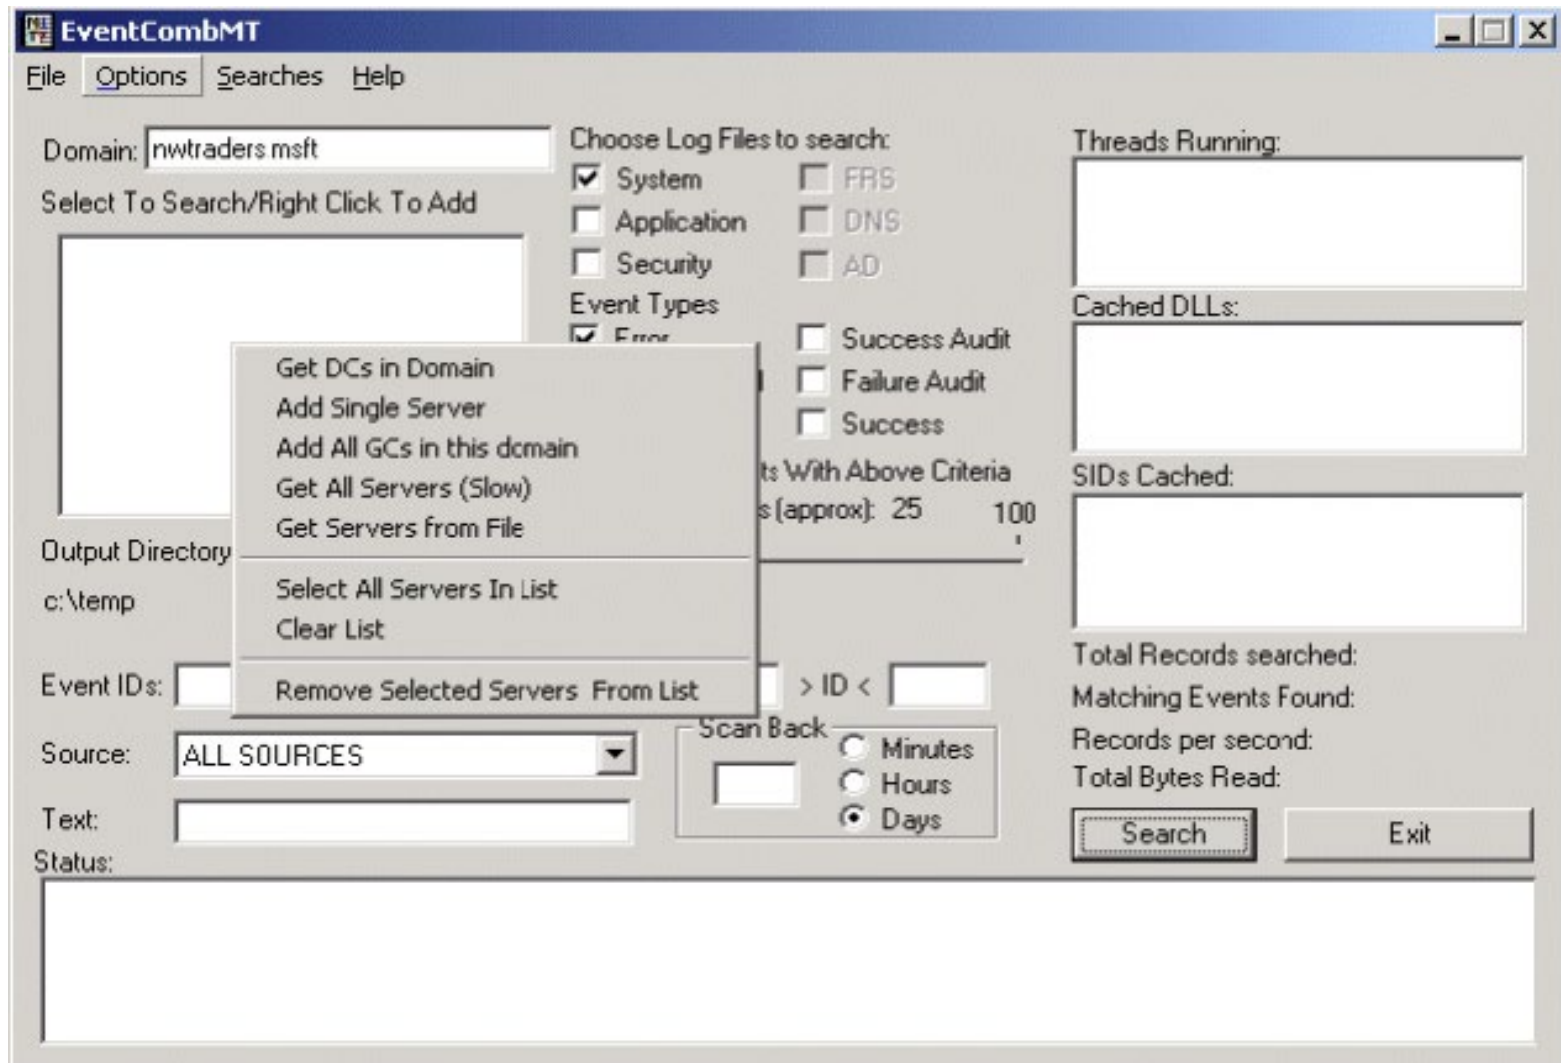 EventCombMT
File Options Searches Help
Domain: nwtraders.msft
Select To Search/Right Click To Add
Choose Log Files to search:
System FRS
Application DNS
Security AD
Event Types
Error Success Audit
Failure Audit
Success
ts With Above Criteria
s (approx): 25 100
Get DCs in Domain
Add Single Server
Add All GCs in this domain
Get All Servers (Slow)
Get Servers from File
Select All Servers In List
Clear List
Remove Selected Servers From List
Output Directory
c:\temp
Event IDs: > ID <
Source: ALL SOURCES
Text:
Scan Back
Minutes
Hours
Days
Threads Running:
Cached DLLs:
SIDs Cached:
Total Records searched:
Matching Events Found:
Records per second:
Total Bytes Read:
Search Exit
Status: